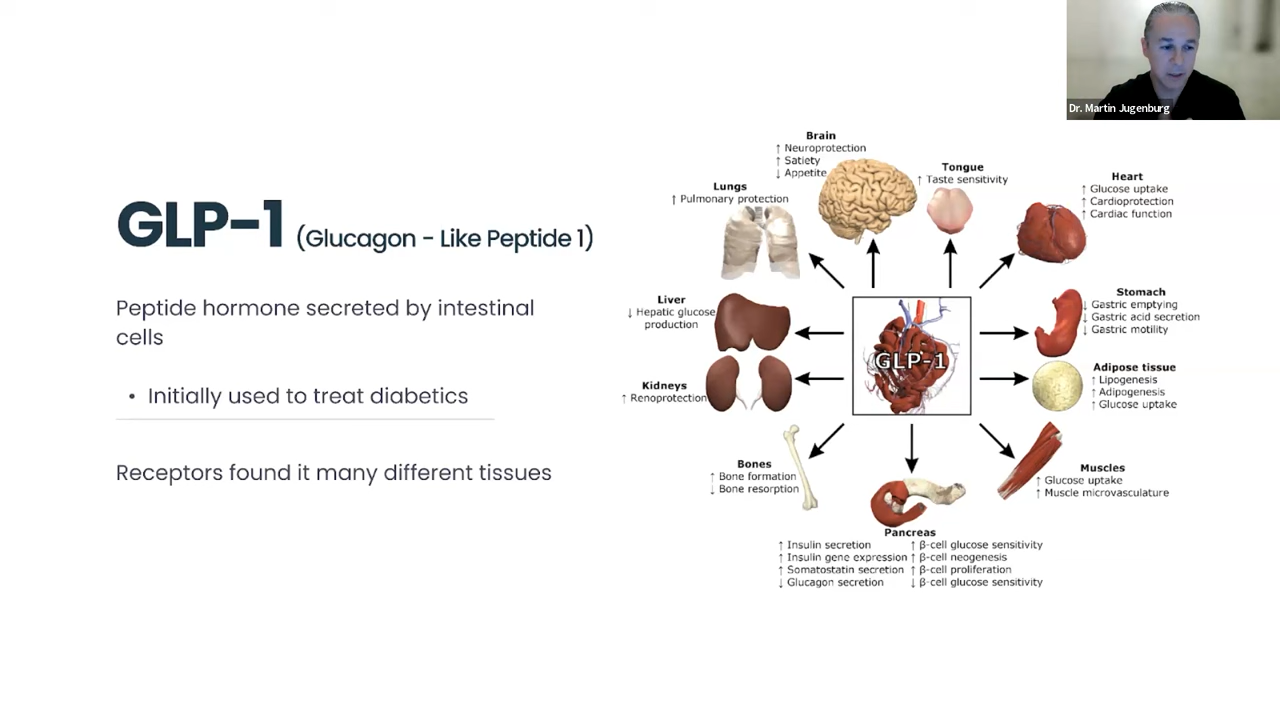 Dr. Martin Jugenburg
GLP-1 (Glucagon - Like Peptide 1)
Peptide hormone secreted by intestinal
cells
• Initially used to treat diabetics
Receptors found it many different tissues
Brain
↑ Neuroprotection
↑ Satiety
↓ Appetite
Tongue
↑ Taste sensitivity
Heart
↑ Glucose uptake
↑ Cardioprotection
↑ Cardiac function
Lungs
↑ Pulmonary protection
Liver
↓ Hepatic glucose
production
Kidneys
↑ Renoprotection
GLP-1
Stomach
↓ Gastric emptying
↓ Gastric acid secretion
↓ Gastric motility
Adipose tissue
↑ Lipogenesis
↑ Adipogenesis
↑ Glucose uptake
Bones
↑ Bone formation
↓ Bone resorption
Muscles
↑ Glucose uptake
↑ Muscle microvasculature
Pancreas
↑ Insulin secretion
↑ Insulin gene expression
↑ Somatostatin secretion
↓ Glucagon secretion
↑ β-cell glucose sensitivity
↑ β-cell neogenesis
↑ β-cell proliferation
↓ β-cell glucose sensitivity